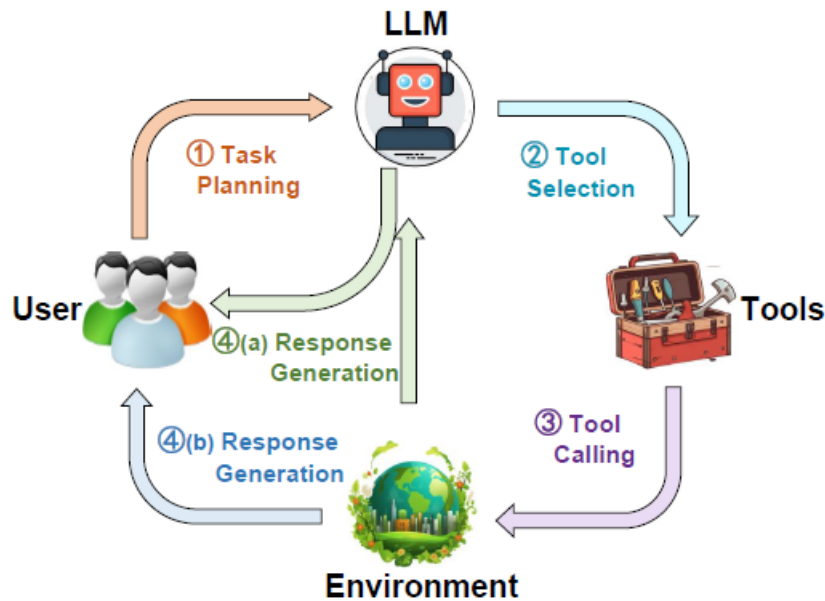 LLM
① Task
Planning
② Tool
Selection
User
Tools
④(a) Response
Generation
③ Tool
Calling
④(b) Response
Generation
Environment